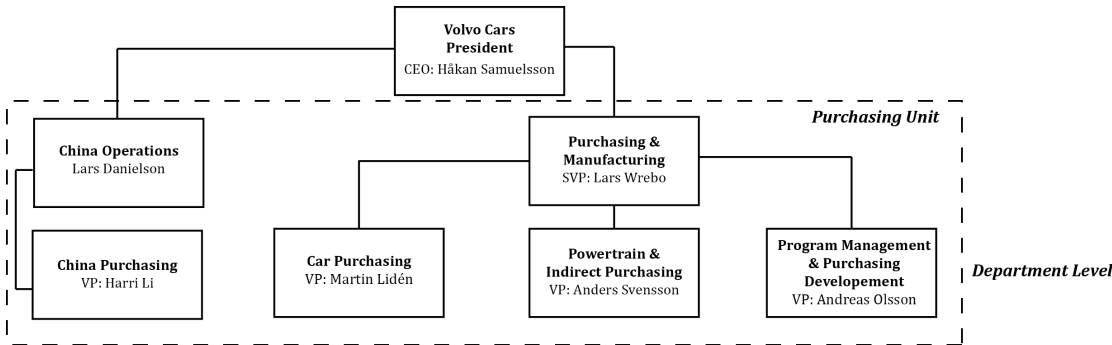 Volvo Cars
President
CEO: Håkan Samuelsson
Purchasing Unit
China Operations
Lars Danielson
Purchasing &
Manufacturing
SVP: Lars Wrebo
China Purchasing
VP: Harri Li
Car Purchasing
VP: Martin Lidén
Powertrain &
Indirect Purchasing
VP: Anders Svensson
Program Management
& Purchasing
Developement
VP: Andreas Olsson
Department Level